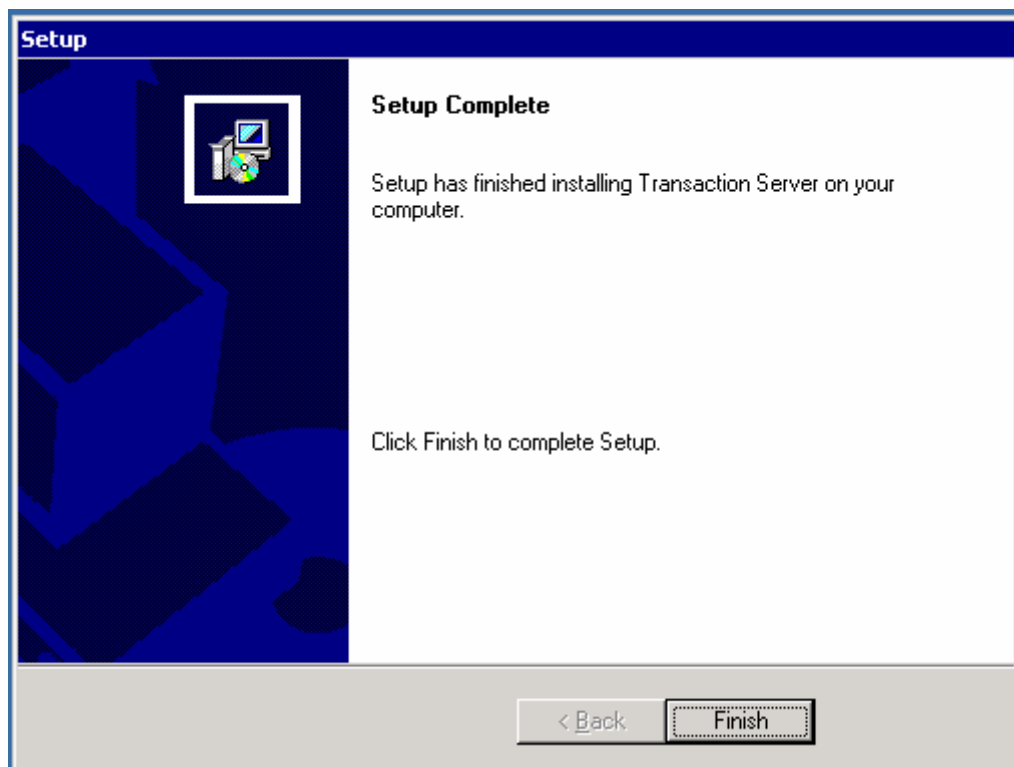 Setup
Setup Complete
Setup has finished installing Transaction Server on your
computer.
Click Finish to complete Setup.
< Back
Finish